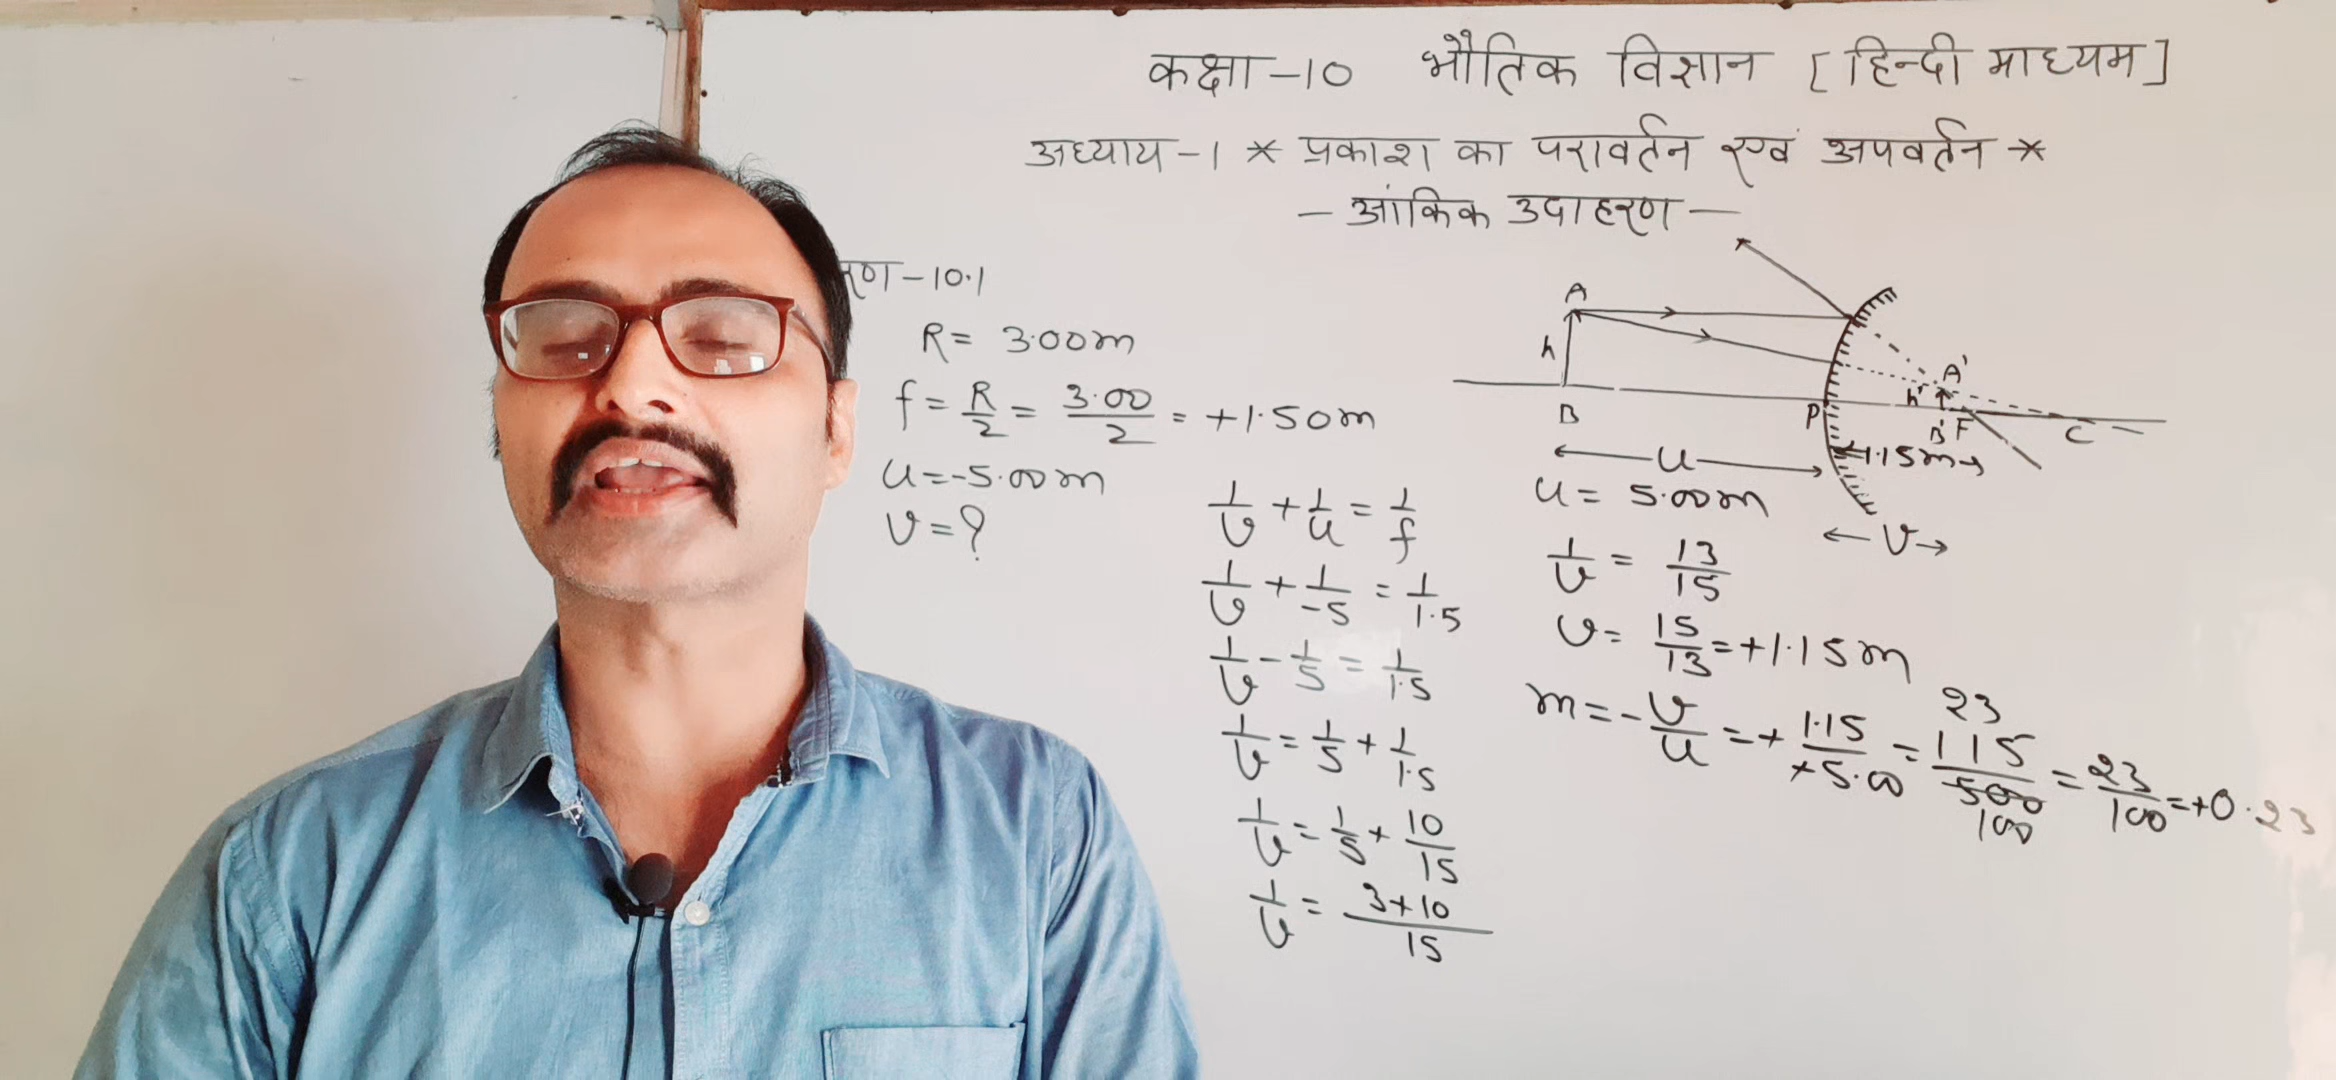 कक्षा -10 भौतिक विज्ञान [हिन्दी माध्यम]
अध्याय -1 * प्रकाश का परावर्तन एवं अपवर्तन *
- आंकिक उदाहरण -
रण - 10.1
R = 3.00m
f = R/2 = 3.00/2 = +1.50m
u = -5.00m
v = ?
1/v + 1/u = 1/f
1/v + 1/-5 = 1/1.5
1/v - 1/5 = 1/1.5
1/v = 1/5 + 1/1.5
1/v = 1/5 + 10/15
1/v = 3+10/15
A
h
B
P
A'
h'
B' F
C
u
1.15m
v
u = 5.00m
1/v = 13/15
v = 15/13 = +1.15m
m = -v/u = + 1.15/+5.00 = 115/500 = 23/100 = +0.23
23
100